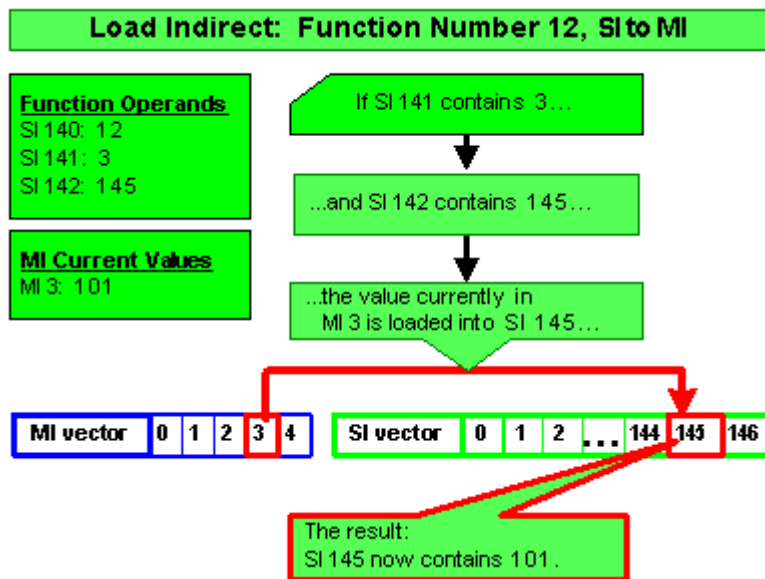 Load Indirect: Function Number 12, SI to MI
Function Operands
SI 140: 12
SI 141: 3
SI 142: 145
MI Current Values
MI 3: 101
If SI 141 contains 3...
...and SI 142 contains 145...
...the value currently in
MI 3 is loaded into SI 145...
MI vector 0 1 2 3 4
SI vector 0 1 2 ... 144 145 146
The result:
SI 145 now contains 101.